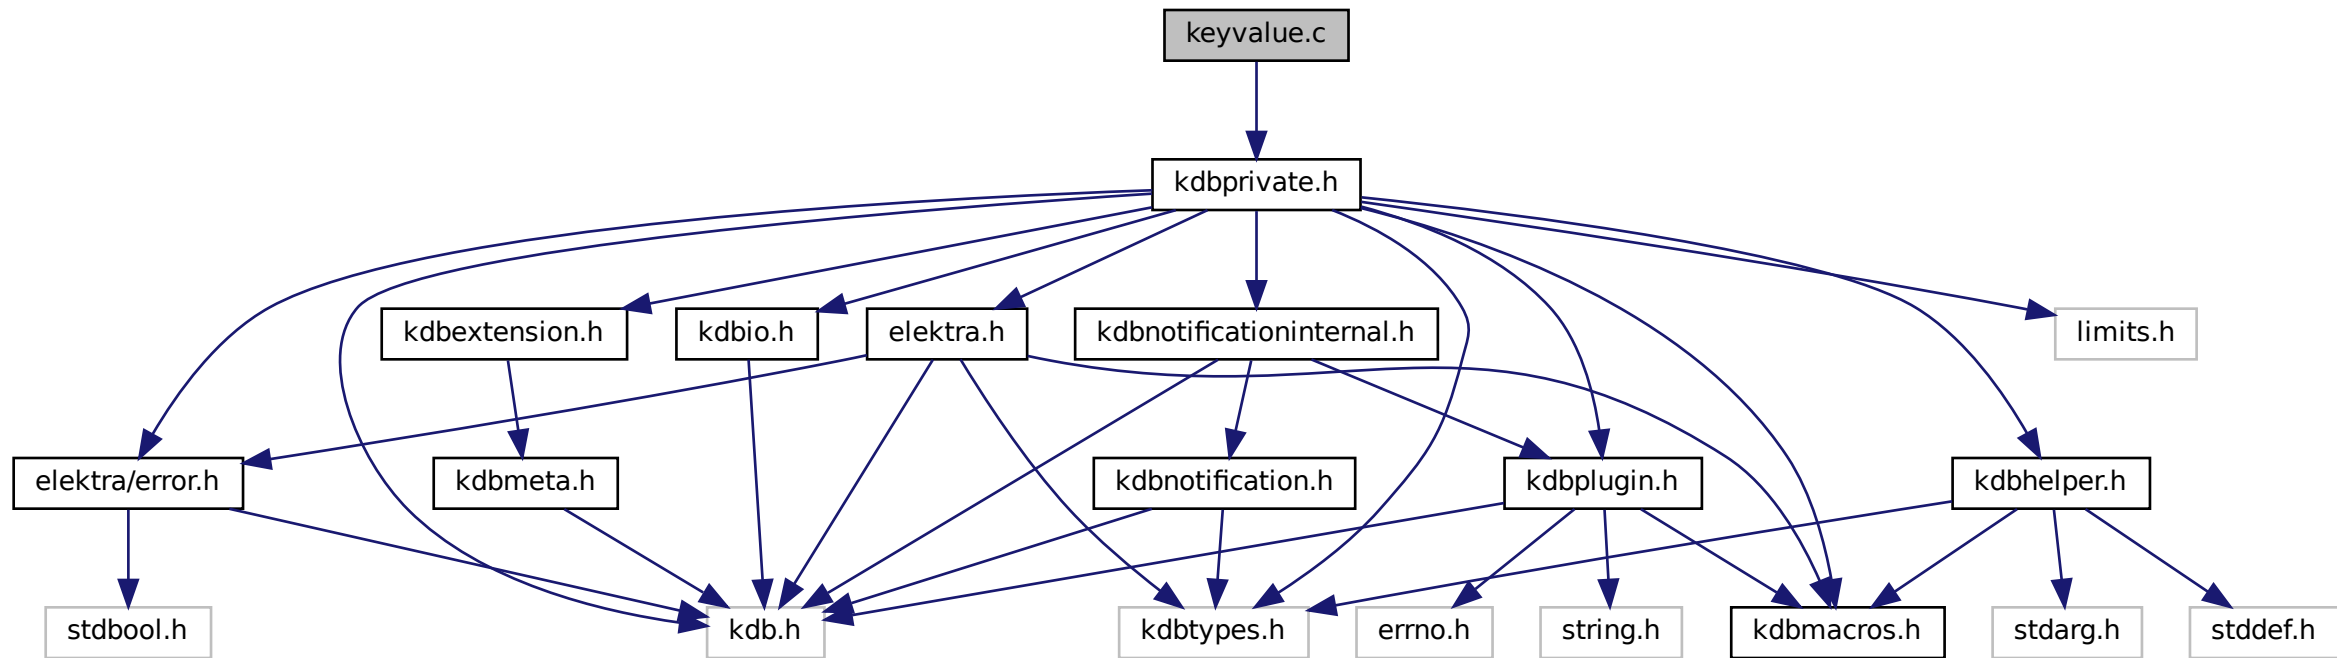 keyvalue.c
kdbprivate.h
kdbextension.h
kdbio.h
elektra.h
kdbnotificationinternal.h
limits.h
elektra/error.h
kdbmeta.h
kdbnotification.h
kdbplugin.h
kdbhelper.h
stdbool.h
kdb.h
kdbtypes.h
errno.h
string.h
kdbmacros.h
stdarg.h
stddef.h